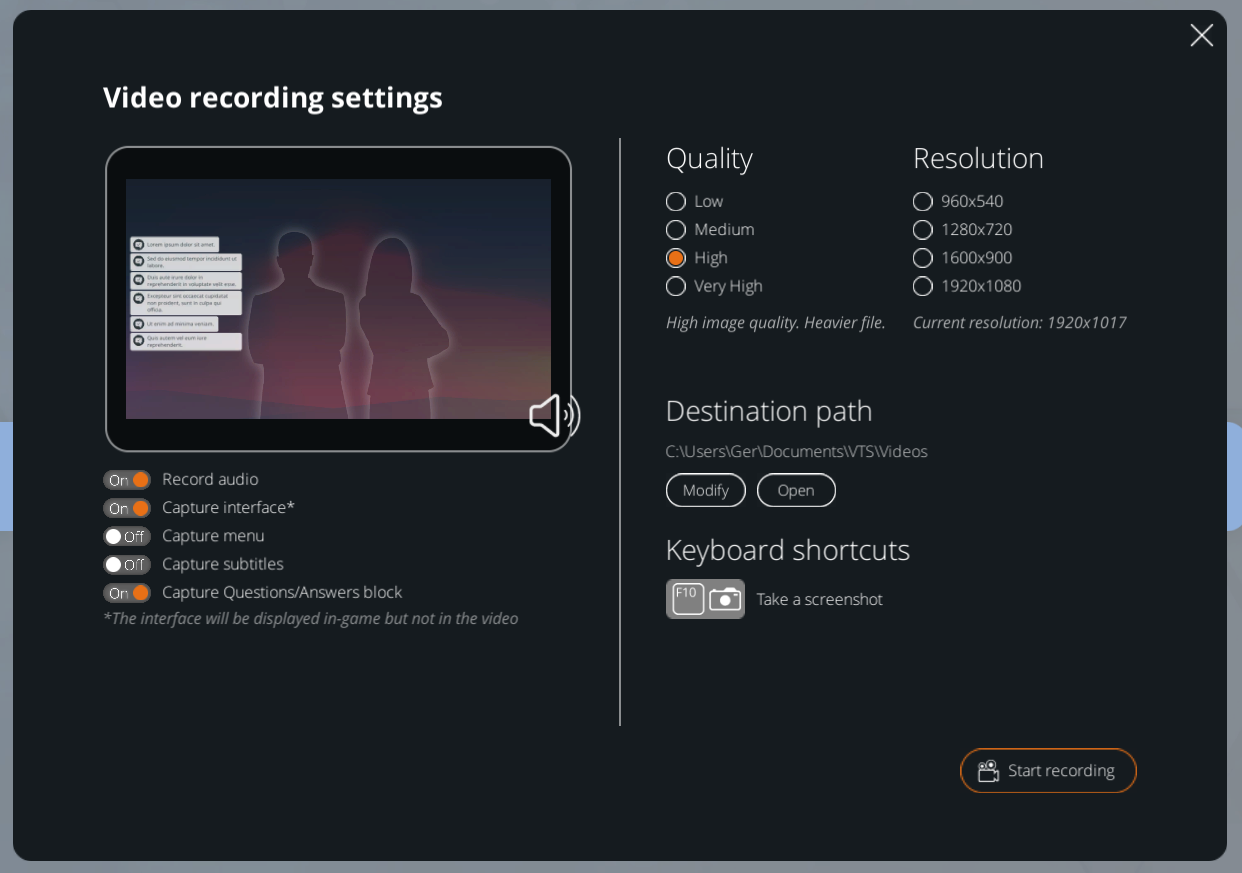 Video recording settings
Lorem ipsum dolor sit amet.
Sed do eiusmod tempor incididunt ut
labore.
Duis aute irure dolor in
reprehenderit in voluptate velit esse.
Excepteur sint occaecat cupidatat
non proident, sunt in culpa qui
officia.
Ut enim ad minima veniam.
Quis autem vel eum iure
reprehenderit.
On Record audio
On Capture interface*
Off Capture menu
Off Capture subtitles
On Capture Questions/Answers block
*The interface will be displayed in-game but not in the video
Quality
Low
Medium
High
Very High
High image quality. Heavier file.
Resolution
960x540
1280x720
1600x900
1920x1080
Current resolution: 1920x1017
Destination path
C:\Users\Ger\Documents\VTS\Videos
Modify Open
Keyboard shortcuts
F10 Take a screenshot
Start recording